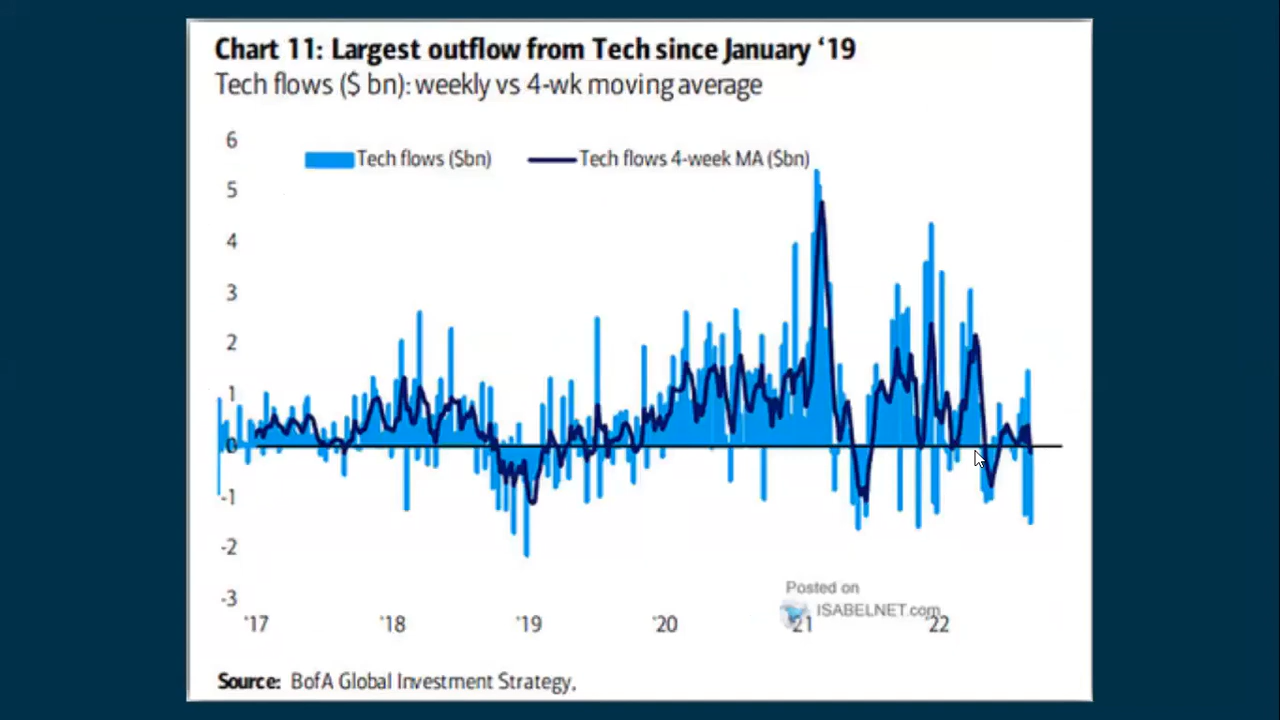 Chart 11: Largest outflow from Tech since January ‘19
Tech flows ($ bn): weekly vs 4-wk moving average
6
Tech flows ($bn)
Tech flows 4-week MA ($bn)
5
4
3
2
1
0
-1
-2
-3
Posted on
ISABELNET.com
'17
'18
'19
'20
'21
'22
Source: BofA Global Investment Strategy,